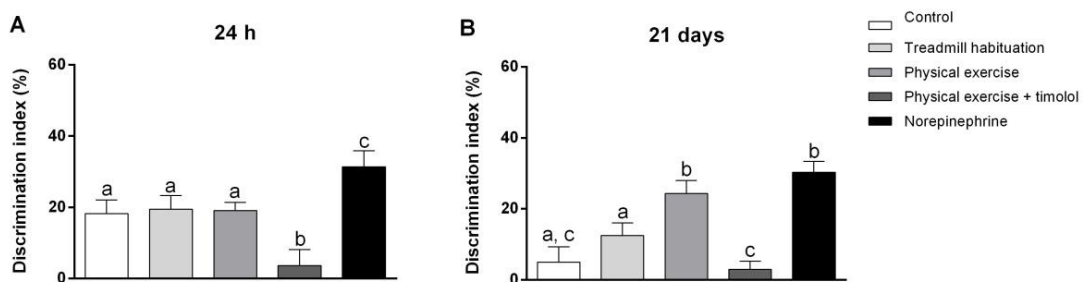 A
24 h
Discrimination index (%)
60
40
20
0
a
a
a
b
c
B
21 days
Discrimination index (%)
60
40
20
0
a, c
a
b
c
b
Control
Treadmill habituation
Physical exercise
Physical exercise + timolol
Norepinephrine